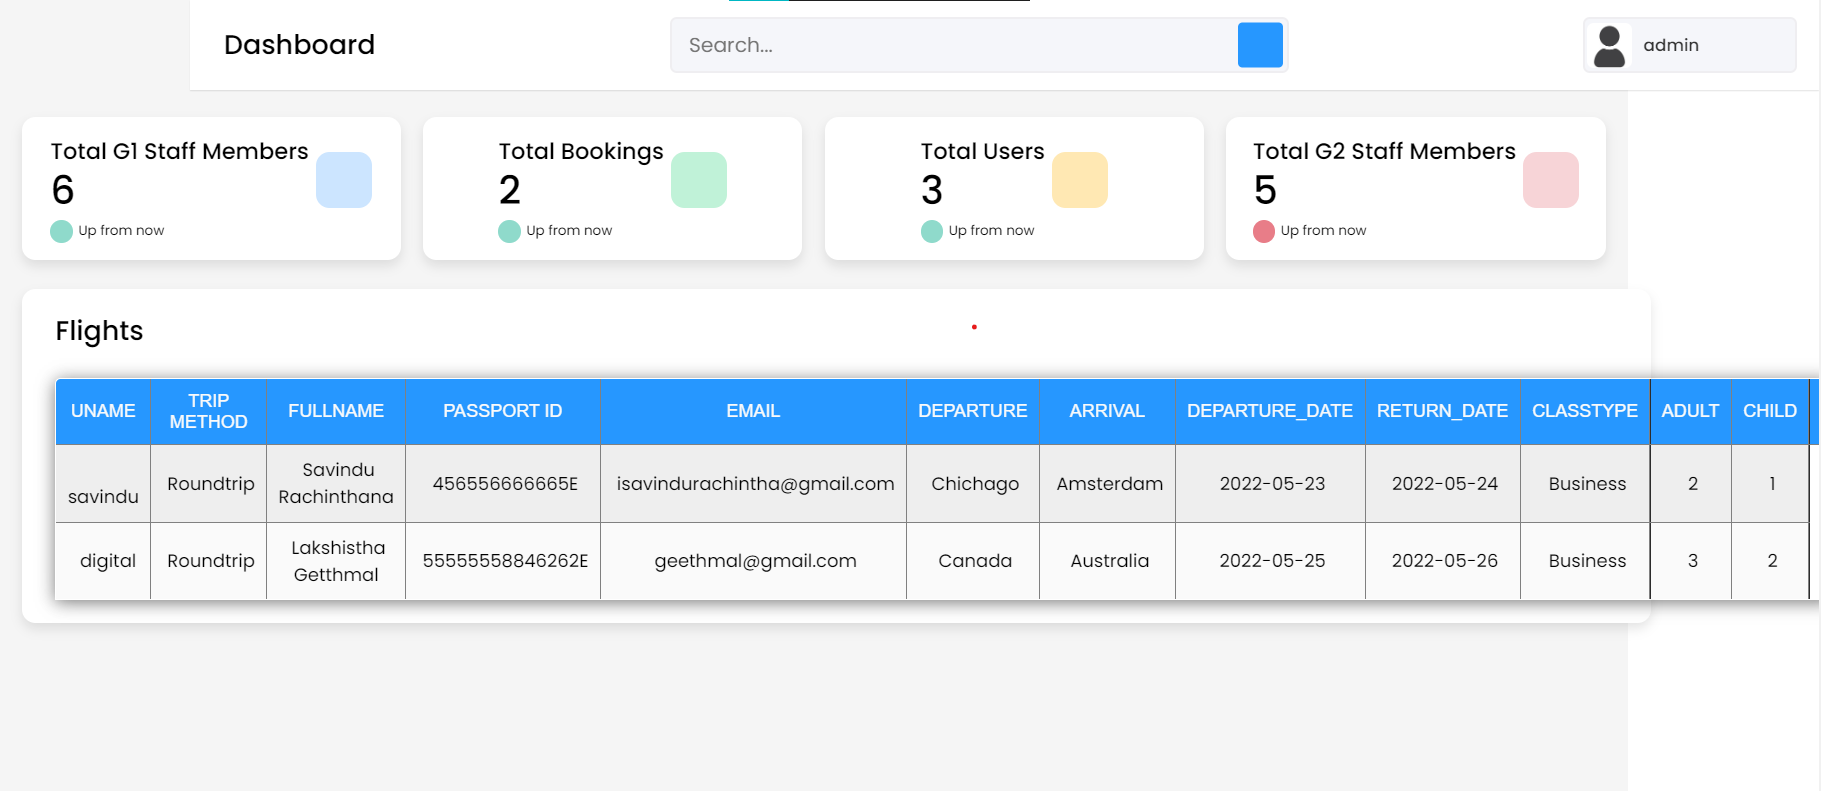 Dashboard
Search...
admin
Total G1 Staff Members
6
Up from now
Total Bookings
2
Up from now
Total Users
3
Up from now
Total G2 Staff Members
5
Up from now
Flights
UNAME TRIP METHOD FULLNAME PASSPORT ID EMAIL DEPARTURE ARRIVAL DEPARTURE_DATE RETURN_DATE CLASSTYPE ADULT CHILD
savindu Roundtrip Savindu Rachinthana 456556666665E isavindurachintha@gmail.com Chichago Amsterdam 2022-05-23 2022-05-24 Business 2 1
digital Roundtrip Lakshistha Getthmal 55555558846262E geethmal@gmail.com Canada Australia 2022-05-25 2022-05-26 Business 3 2